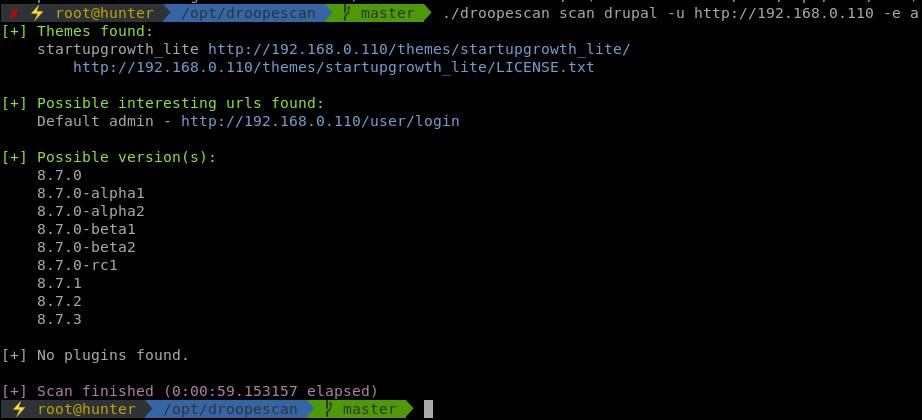 ✘ ⚡ root@hunter /opt/droopescan master ./droopescan scan drupal -u http://192.168.0.110 -e a
[+] Themes found:
startupgrowth_lite http://192.168.0.110/themes/startupgrowth_lite/
http://192.168.0.110/themes/startupgrowth_lite/LICENSE.txt
[+] Possible interesting urls found:
Default admin - http://192.168.0.110/user/login
[+] Possible version(s):
8.7.0
8.7.0-alpha1
8.7.0-alpha2
8.7.0-beta1
8.7.0-beta2
8.7.0-rc1
8.7.1
8.7.2
8.7.3
[+] No plugins found.
[+] Scan finished (0:00:59.153157 elapsed)
⚡ root@hunter /opt/droopescan master